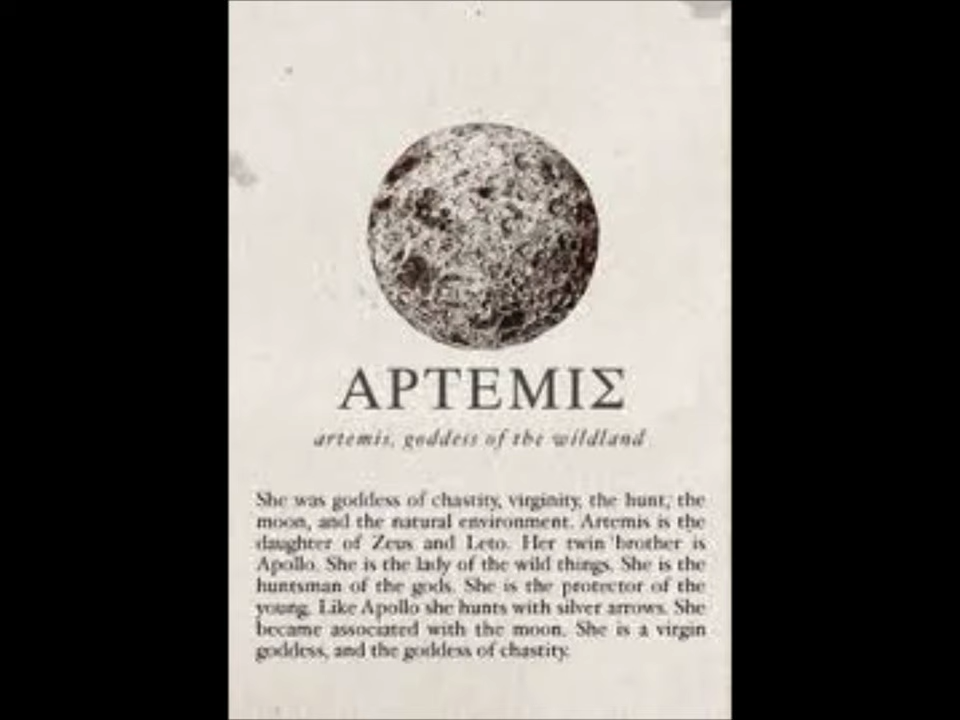 ΑΡΤΕΜΙΣ
artemis, goddess of the wildland
She was goddess of chastity, virginity, the hunt, the
moon, and the natural environment. Artemis is the
daughter of Zeus and Leto. Her twin brother is
Apollo. She is the lady of the wild things. She is the
huntsman of the gods. She is the protector of the
young. Like Apollo she hunts with silver arrows. She
became associated with the moon. She is a virgin
goddess, and the goddess of chastity.